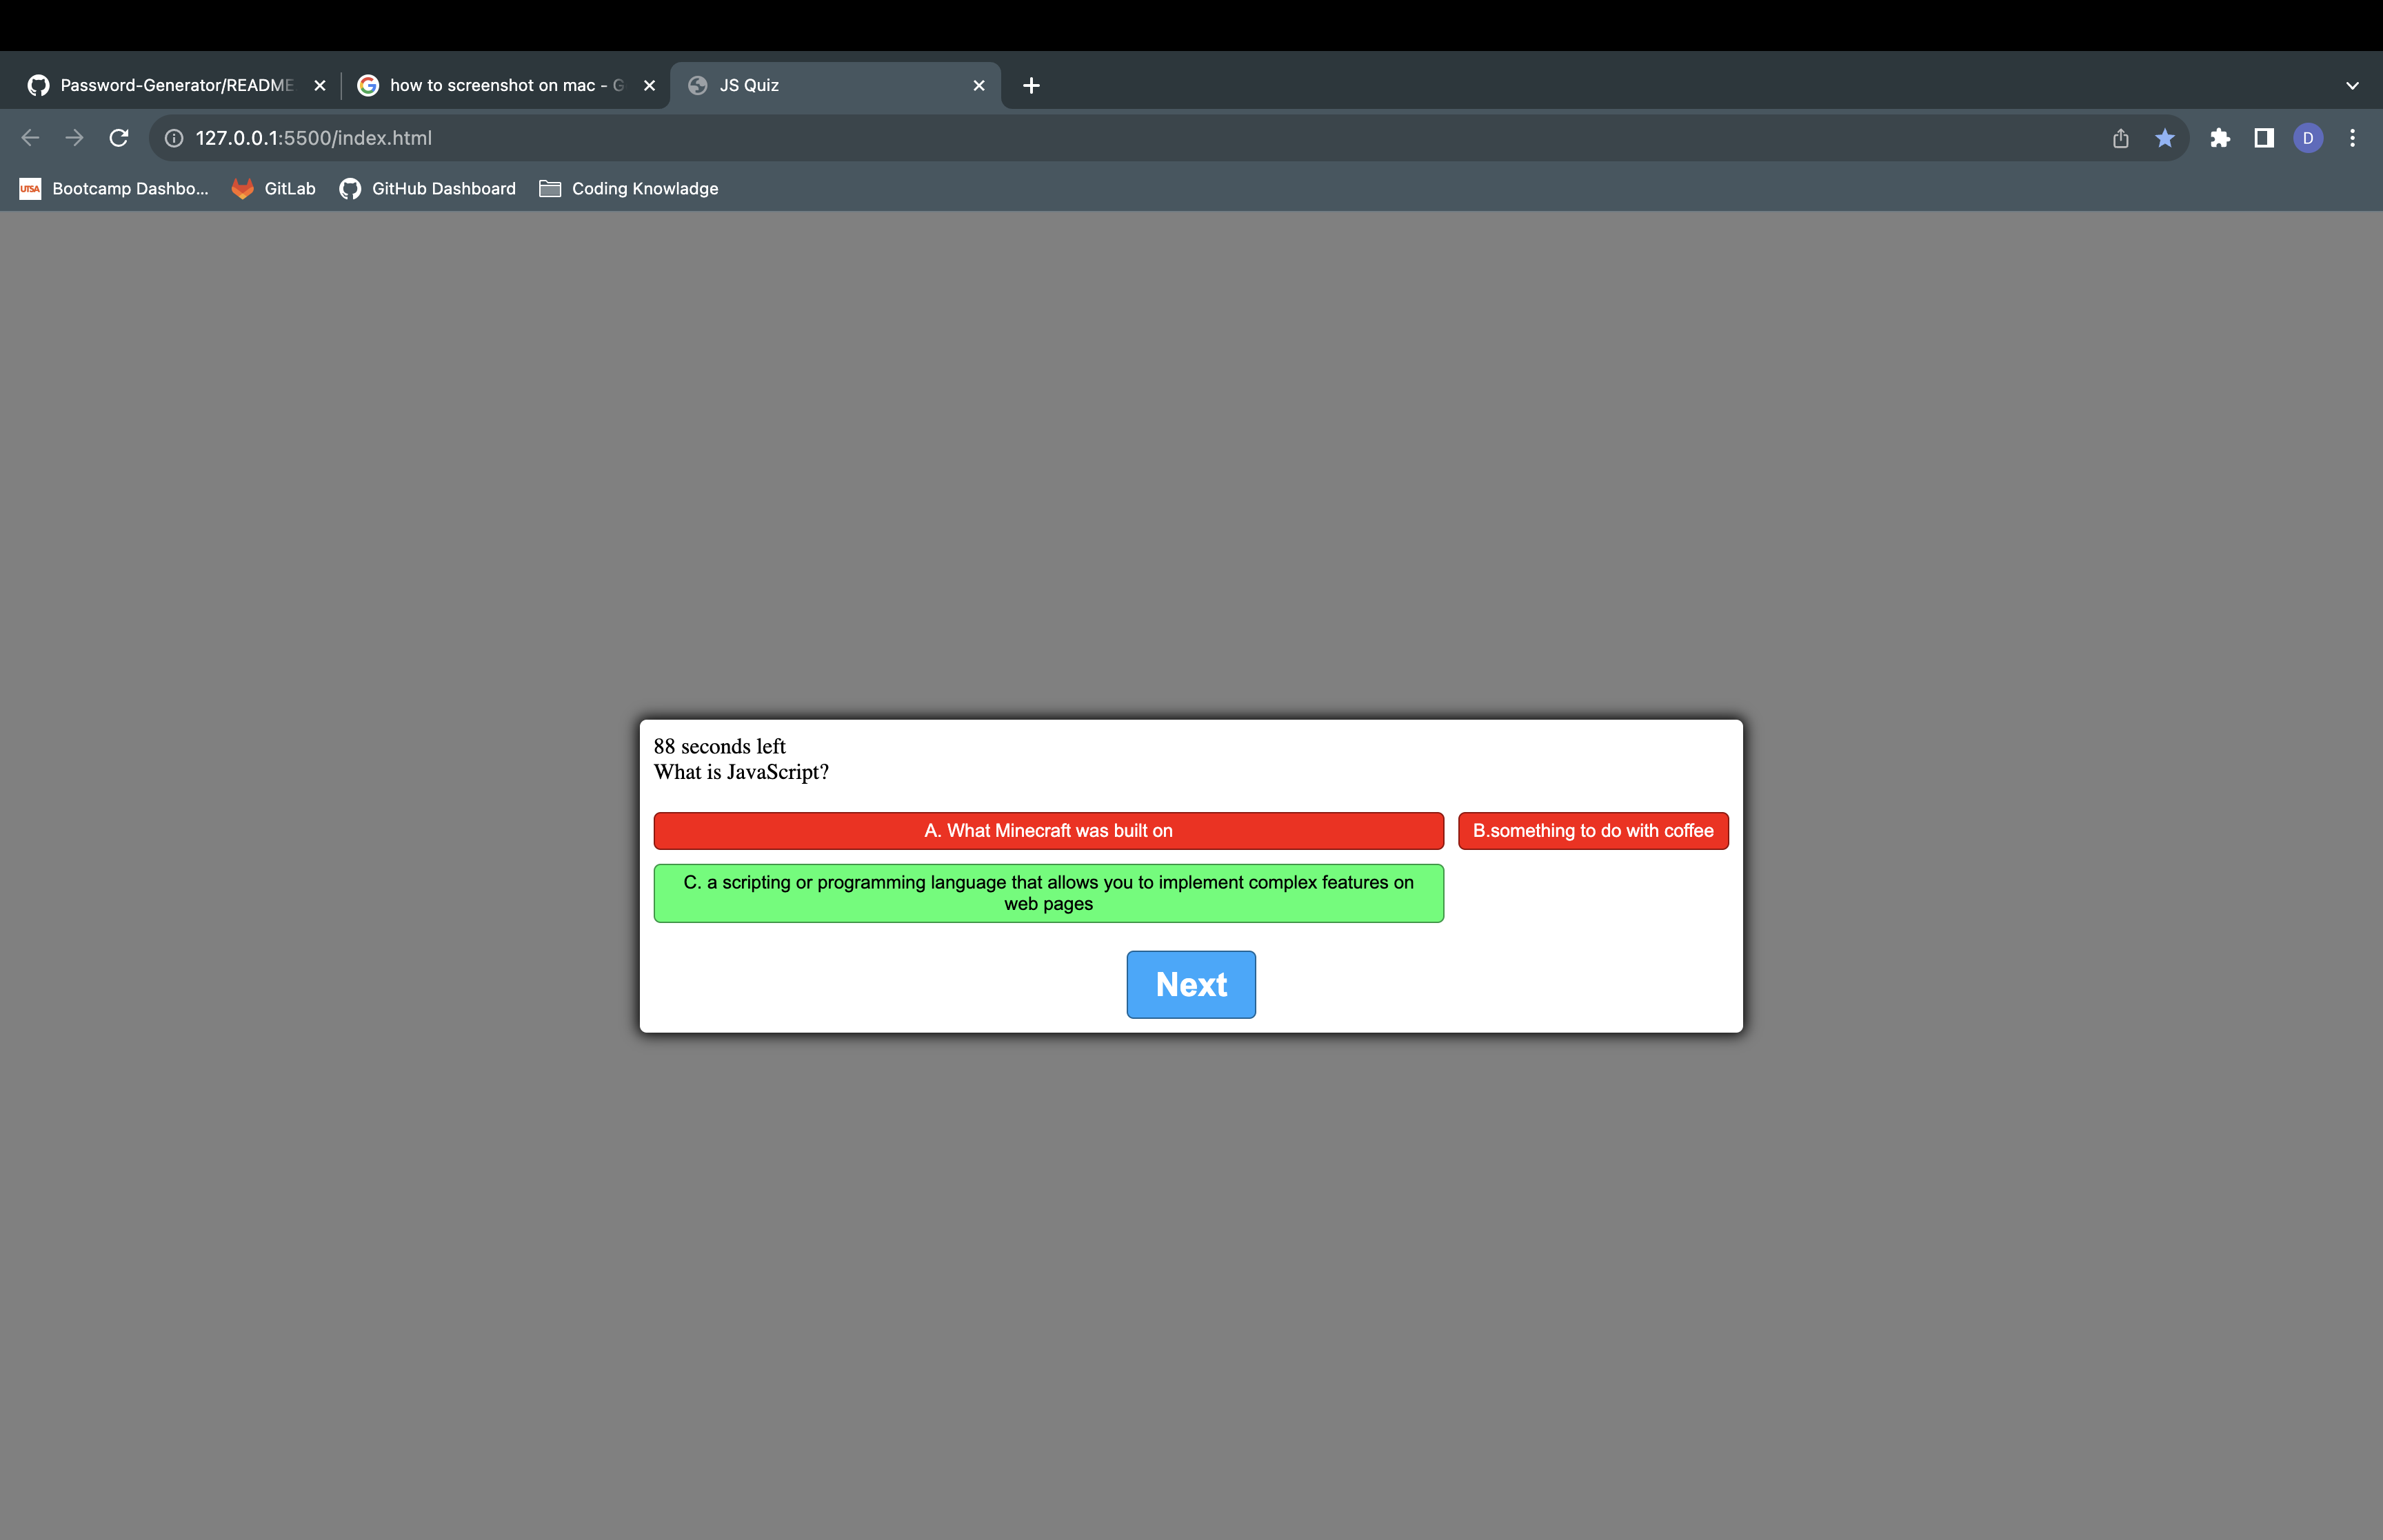 Password-Generator/README
how to screenshot on mac - G
JS Quiz
127.0.0.1:5500/index.html
D
UTSA
Bootcamp Dashbo...
GitLab
GitHub Dashboard
Coding Knowladge
88 seconds left
What is JavaScript?
A. What Minecraft was built on
B.something to do with coffee
C. a scripting or programming language that allows you to implement complex features on
web pages
Next